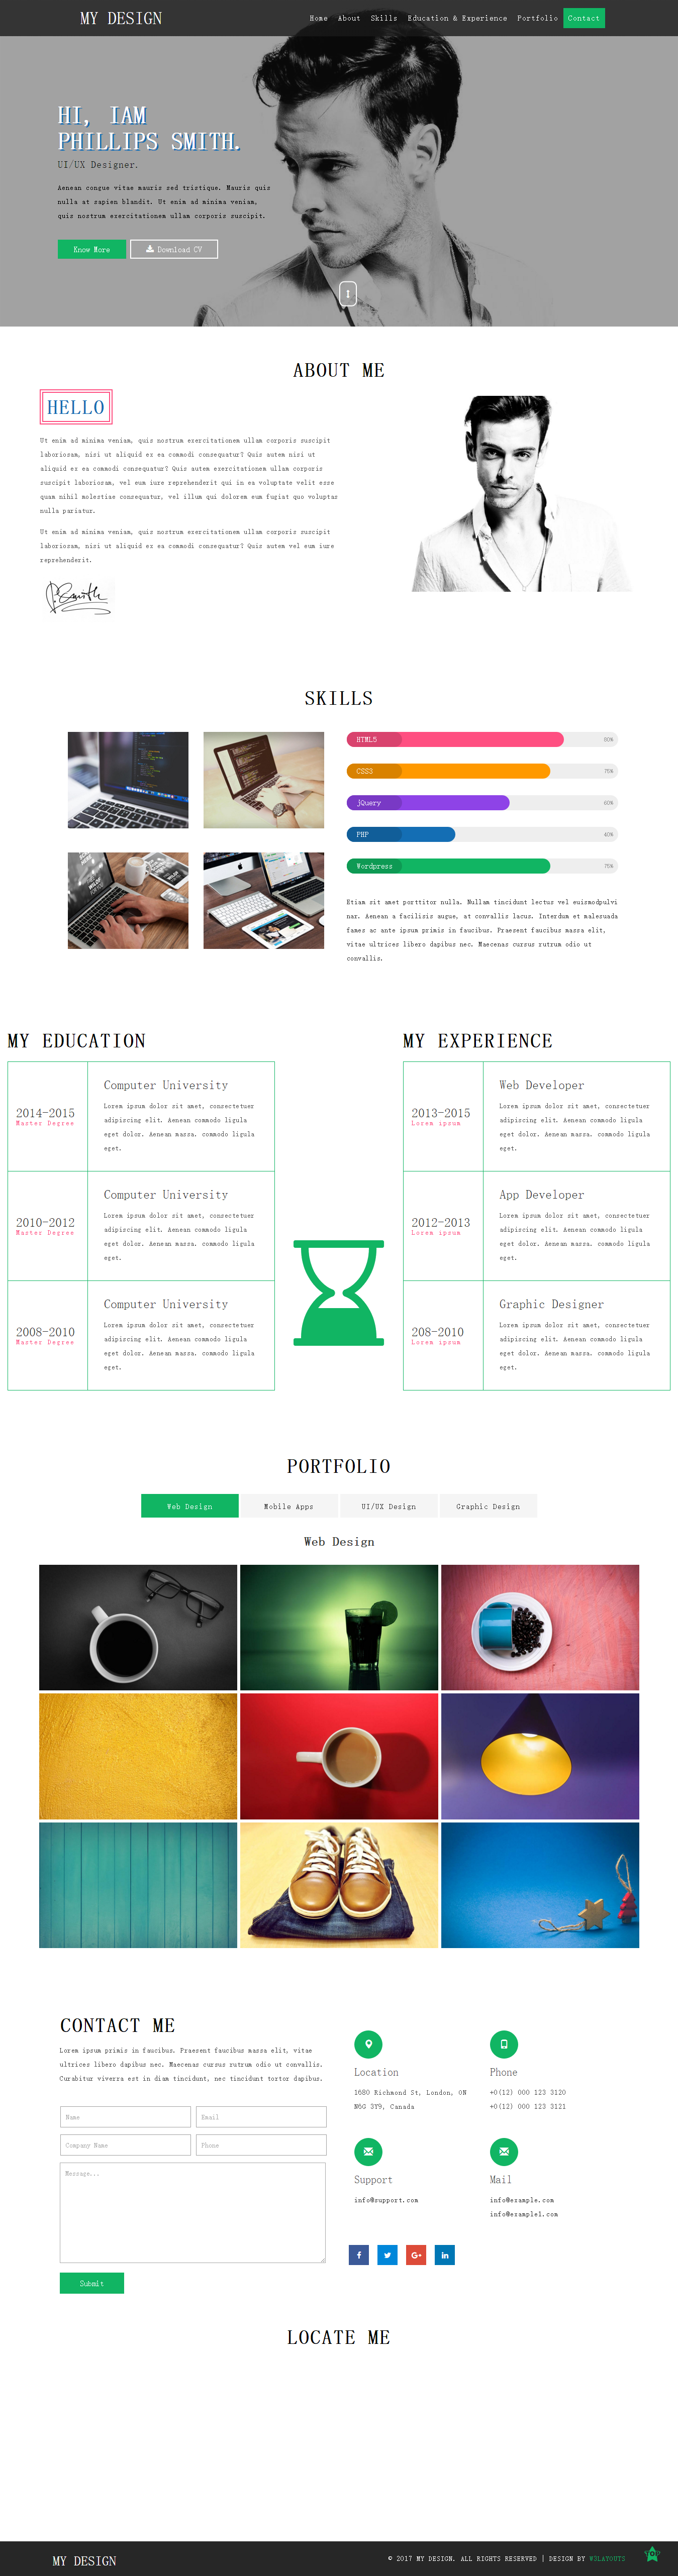 MY DESIGN
Home About Skills Education & Experience Portfolio Contact
HI, IAM
PHILLIPS SMITH.
UI/UX Designer.
Aenean congue vitae mauris sed tristique. Mauris quis
nulla at sapien blandit. Ut enim ad minima veniam,
quis nostrum exercitationem ullam corporis suscipit.
Know More Download CV
ABOUT ME
HELLO
Ut enim ad minima veniam, quis nostrum exercitationem ullam corporis suscipit
laboriosam, nisi ut aliquid ex ea commodi consequatur? Quis autem nisi ut
aliquid ex ea commodi consequatur? Quis autem exercitationem ullam corporis
suscipit laboriosam, vel eum iure reprehenderit qui in ea voluptate velit esse
quam nihil molestiae consequatur, vel illum qui dolorem eum fugiat quo voluptas
nulla pariatur.
Ut enim ad minima veniam, quis nostrum exercitationem ullam corporis suscipit
laboriosam, nisi ut aliquid ex ea commodi consequatur? Quis autem vel eum iure
reprehenderit.
P.Smith
SKILLS
HTML5 80%
CSS3 75%
jQuery 60%
PHP 40%
Wordpress 75%
Etiam sit amet porttitor nulla. Nullam tincidunt lectus vel euismodpulvi
nar. Aenean a facilisis augue, at convallis lacus. Interdum et malesuada
fames ac ante ipsum primis in faucibus. Praesent faucibus massa elit,
vitae ultrices libero dapibus nec. Maecenas cursus rutrum odio ut
convallis.
MY EDUCATION
2014-2015
Master Degree
Computer University
Lorem ipsum dolor sit amet, consectetuer
adipiscing elit. Aenean commodo ligula
eget dolor. Aenean massa. commodo ligula
eget.
2010-2012
Master Degree
Computer University
Lorem ipsum dolor sit amet, consectetuer
adipiscing elit. Aenean commodo ligula
eget dolor. Aenean massa. commodo ligula
eget.
2008-2010
Master Degree
Computer University
Lorem ipsum dolor sit amet, consectetuer
adipiscing elit. Aenean commodo ligula
eget dolor. Aenean massa. commodo ligula
eget.
MY EXPERIENCE
2013-2015
Lorem ipsum
Web Developer
Lorem ipsum dolor sit amet, consectetuer
adipiscing elit. Aenean commodo ligula
eget dolor. Aenean massa. commodo ligula
eget.
2012-2013
Lorem ipsum
App Developer
Lorem ipsum dolor sit amet, consectetuer
adipiscing elit. Aenean commodo ligula
eget dolor. Aenean massa. commodo ligula
eget.
208-2010
Lorem ipsum
Graphic Designer
Lorem ipsum dolor sit amet, consectetuer
adipiscing elit. Aenean commodo ligula
eget dolor. Aenean massa. commodo ligula
eget.
PORTFOLIO
Web Design Mobile Apps UI/UX Design Graphic Design
Web Design
CONTACT ME
Lorem ipsum primis in faucibus. Praesent faucibus massa elit, vitae
ultrices libero dapibus nec. Maecenas cursus rutrum odio ut convallis.
Curabitur viverra est in diam tincidunt, nec tincidunt tortor dapibus.
Name Email
Company Name Phone
Message...
Submit
Location
1680 Richmond St, London, ON
N6G 3Y9, Canada
Phone
+0(12) 000 123 3120
+0(12) 000 123 3121
Support
info@support.com
Mail
info@example.com
info@example1.com
LOCATE ME
MY DESIGN
© 2017 MY DESIGN. ALL RIGHTS RESERVED | DESIGN BY W3LAYOUTS